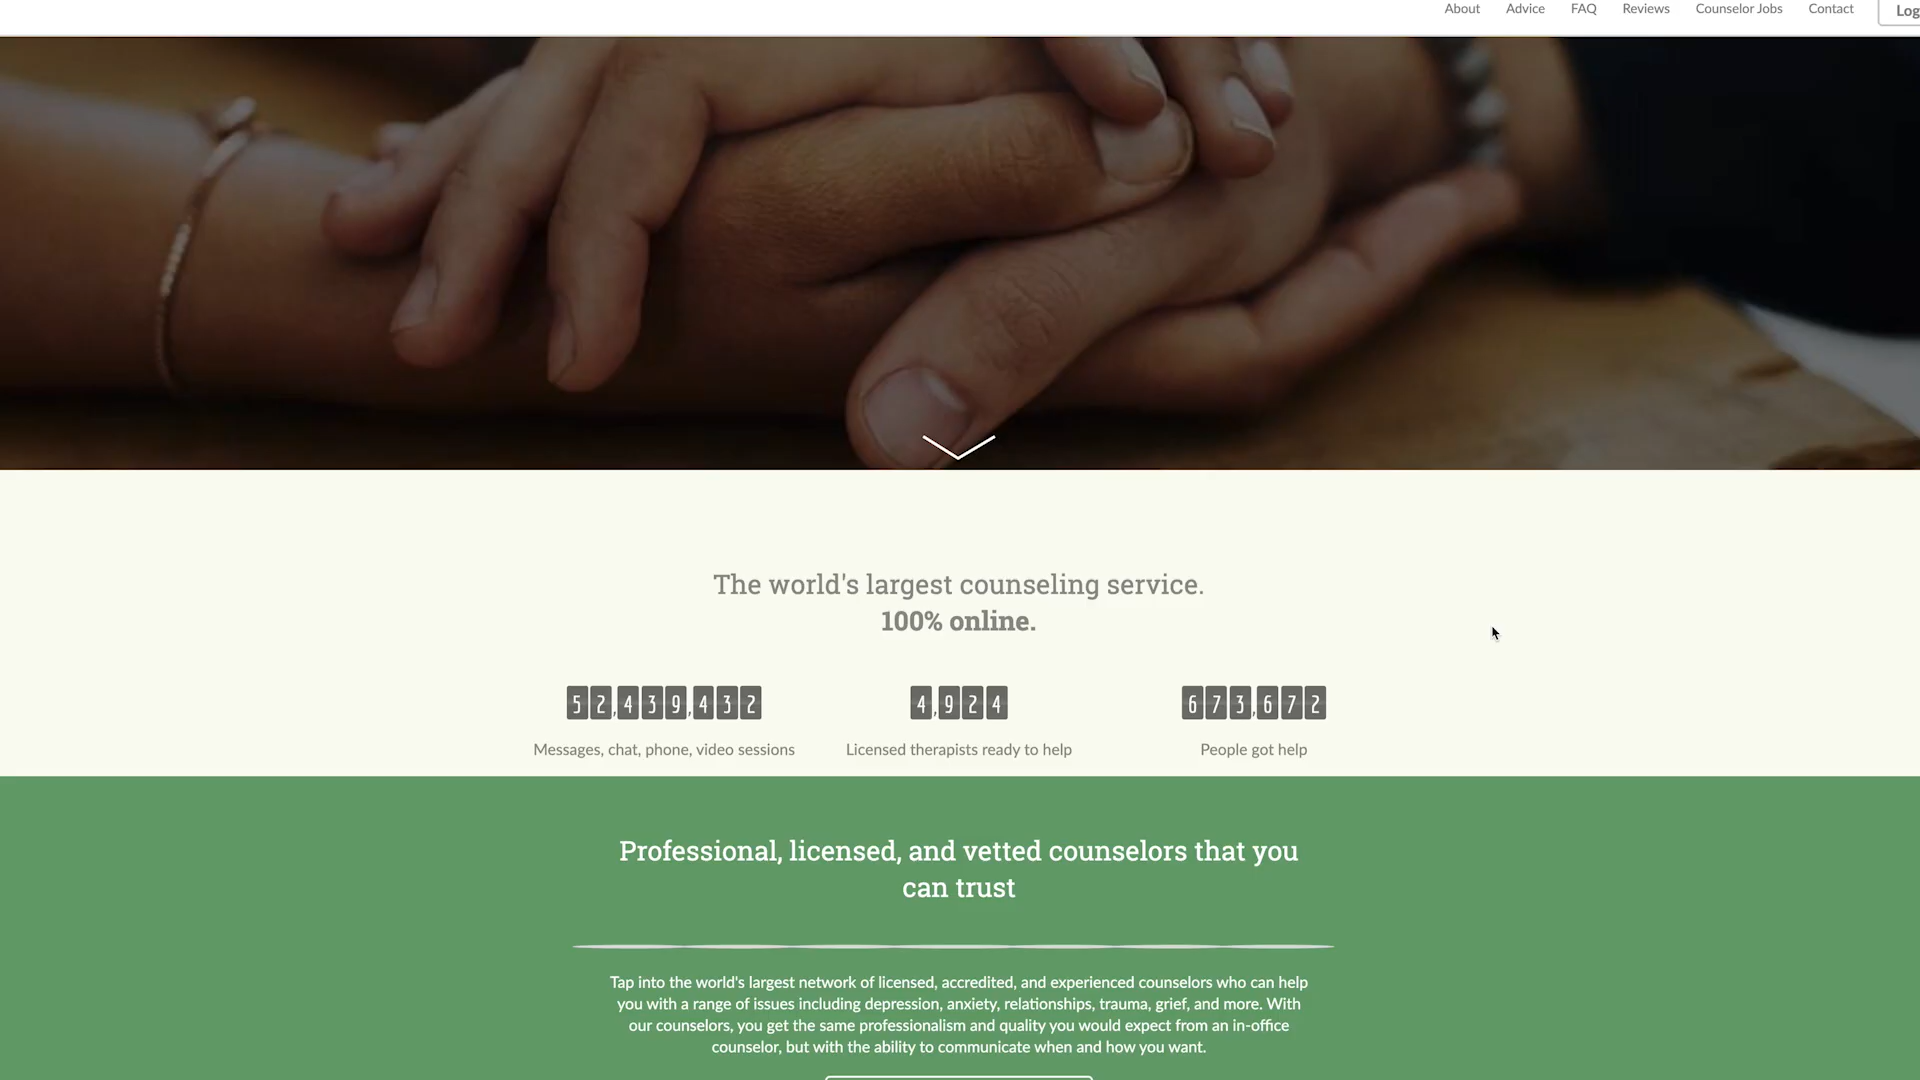 About Advice FAQ Reviews Counselor Jobs Contact Log
The world's largest counseling service.
100% online.
52,439,432 4,924 673,672
Messages, chat, phone, video sessions Licensed therapists ready to help People got help
Professional, licensed, and vetted counselors that you
can trust
Tap into the world's largest network of licensed, accredited, and experienced counselors who can help
you with a range of issues including depression, anxiety, relationships, trauma, grief, and more. With
our counselors, you get the same professionalism and quality you would expect from an in-office
counselor, but with the ability to communicate when and how you want.